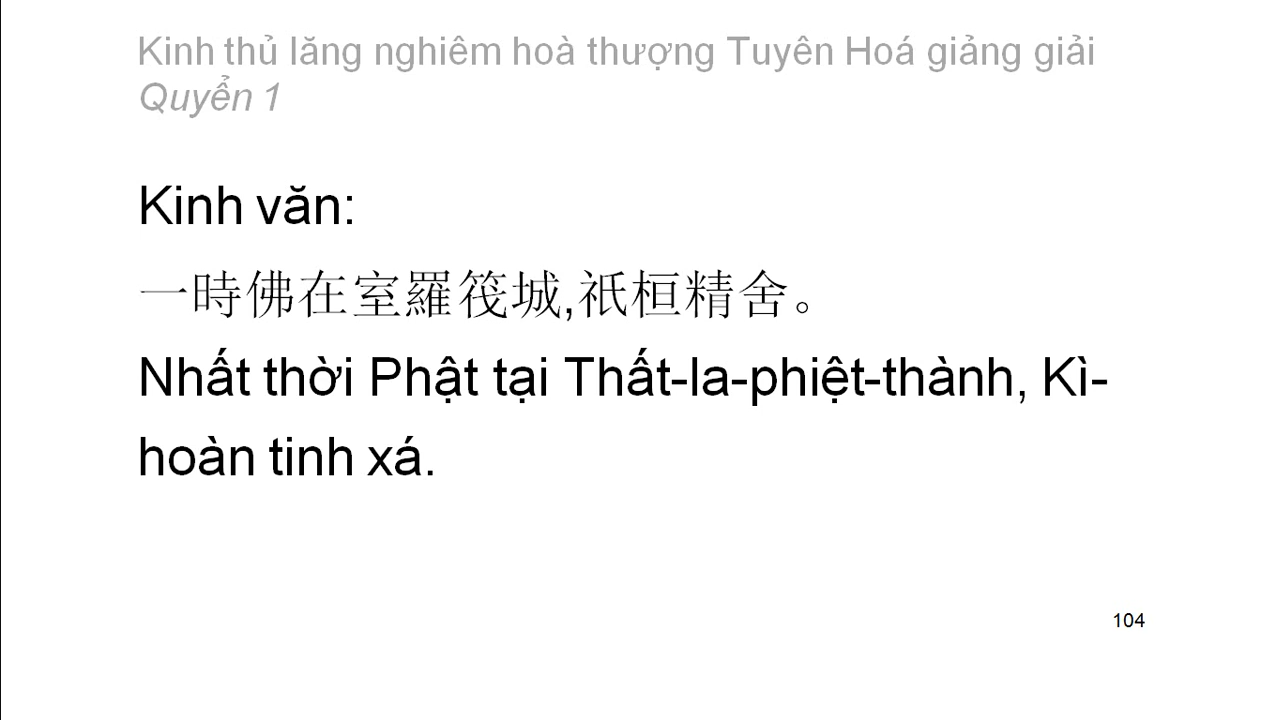 Kinh thủ lăng nghiêm hoà thượng Tuyên Hoá giảng giải
Quyển 1
Kinh văn:
一時佛在室羅筏城,祇桓精舍。
Nhất thời Phật tại Thất-la-phiệt-thành, Kì-
hoàn tinh xá.
104